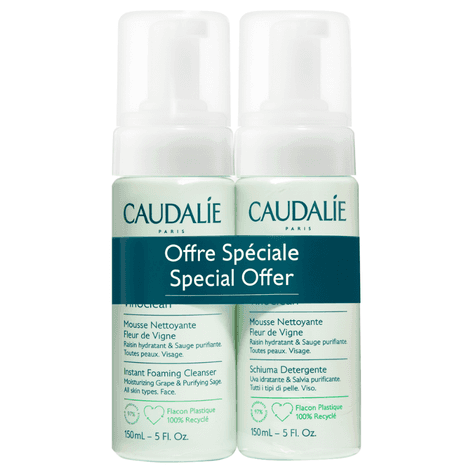 CAUDALÍE
PARIS
CAUDALÍE
PARIS
Offre Spéciale
Special Offer
Mousse Nettoyante
Fleur de Vigne
Raisin hydratant & Sauge purifiante.
Toutes peaux. Visage.
Instant Foaming Cleanser
Moisturizing Grape & Purifying Sage.
All skin types. Face.
Flacon Plastique
100% Recyclé
150mL – 5 Fl. Oz.
Mousse Nettoyante
Fleur de Vigne
Raisin hydratant & Sauge purifiante.
Toutes peaux. Visage.
Schiuma Detergente
Uva idratante & Salvia purificante.
Tutti i tipi di pelle. Viso.
Flacon Plastique
100% Recyclé
150mL – 5 Fl. Oz.